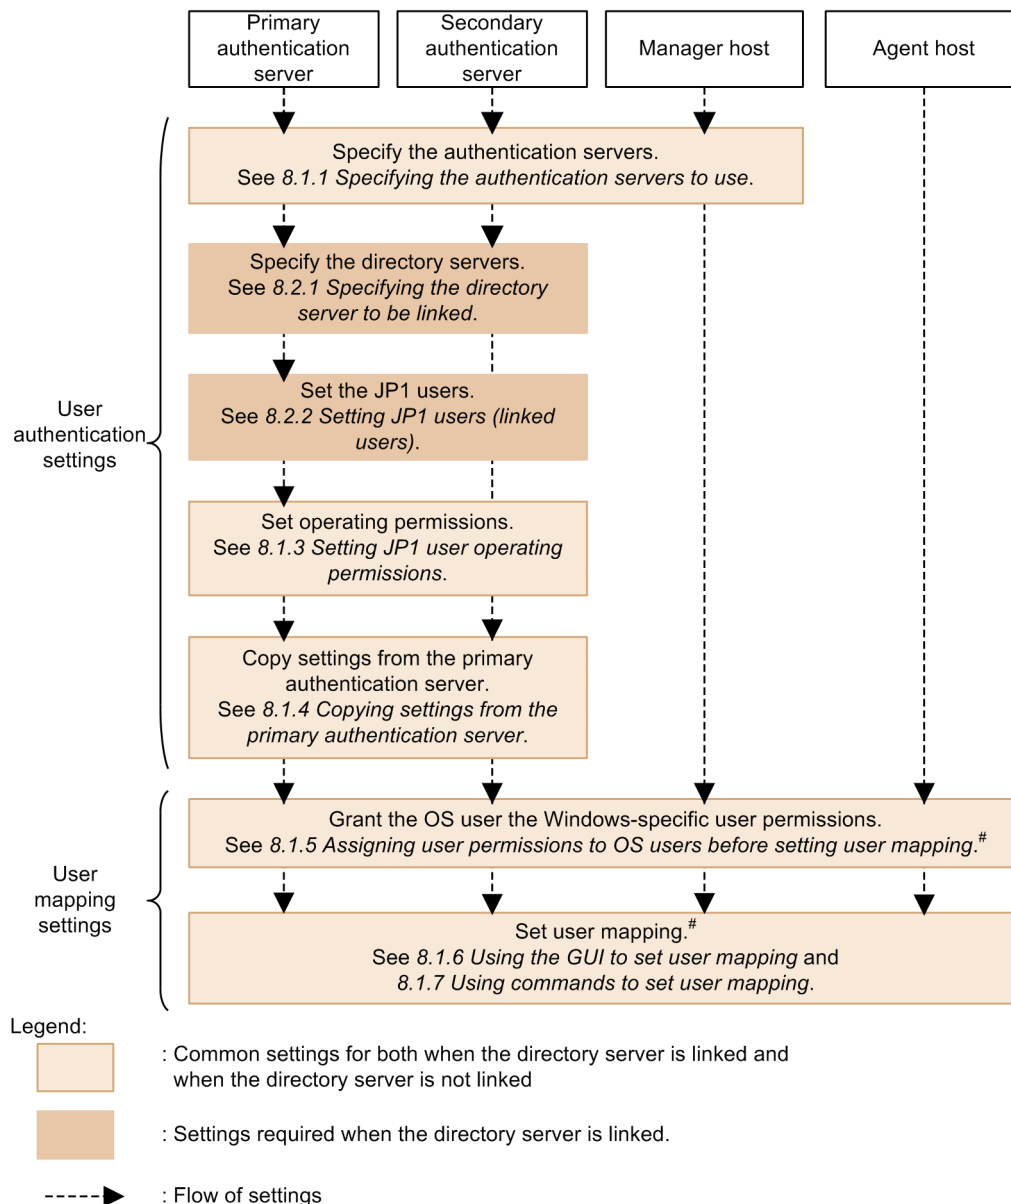 Primary
authentication
server
Secondary
authentication
server
Manager host
Agent host
Specify the authentication servers.
See 8.1.1 Specifying the authentication servers to use.
Specify the directory servers.
See 8.2.1 Specifying the directory
server to be linked.
Set the JP1 users.
See 8.2.2 Setting JP1 users (linked
users).
User
authentication
settings
Set operating permissions.
See 8.1.3 Setting JP1 user operating
permissions.
Copy settings from the primary
authentication server.
See 8.1.4 Copying settings from the
primary authentication server.
Grant the OS user the Windows-specific user permissions.
See 8.1.5 Assigning user permissions to OS users before setting user mapping.#
User
mapping
settings
Set user mapping.#
See 8.1.6 Using the GUI to set user mapping and
8.1.7 Using commands to set user mapping.
Legend:
: Common settings for both when the directory server is linked and
when the directory server is not linked
: Settings required when the directory server is linked.
: Flow of settings